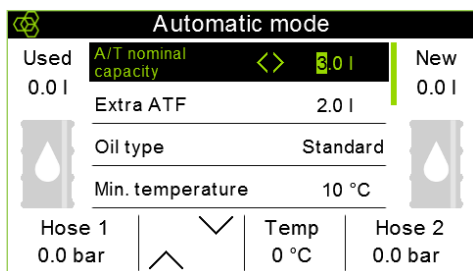 Automatic mode
Used
0.0 l
A/T nominal
capacity
<> 3.0 l
Extra ATF 2.0 l
Oil type Standard
Min. temperature 10 °C
New
0.0 l
Hose 1
0.0 bar
Temp
0 °C
Hose 2
0.0 bar